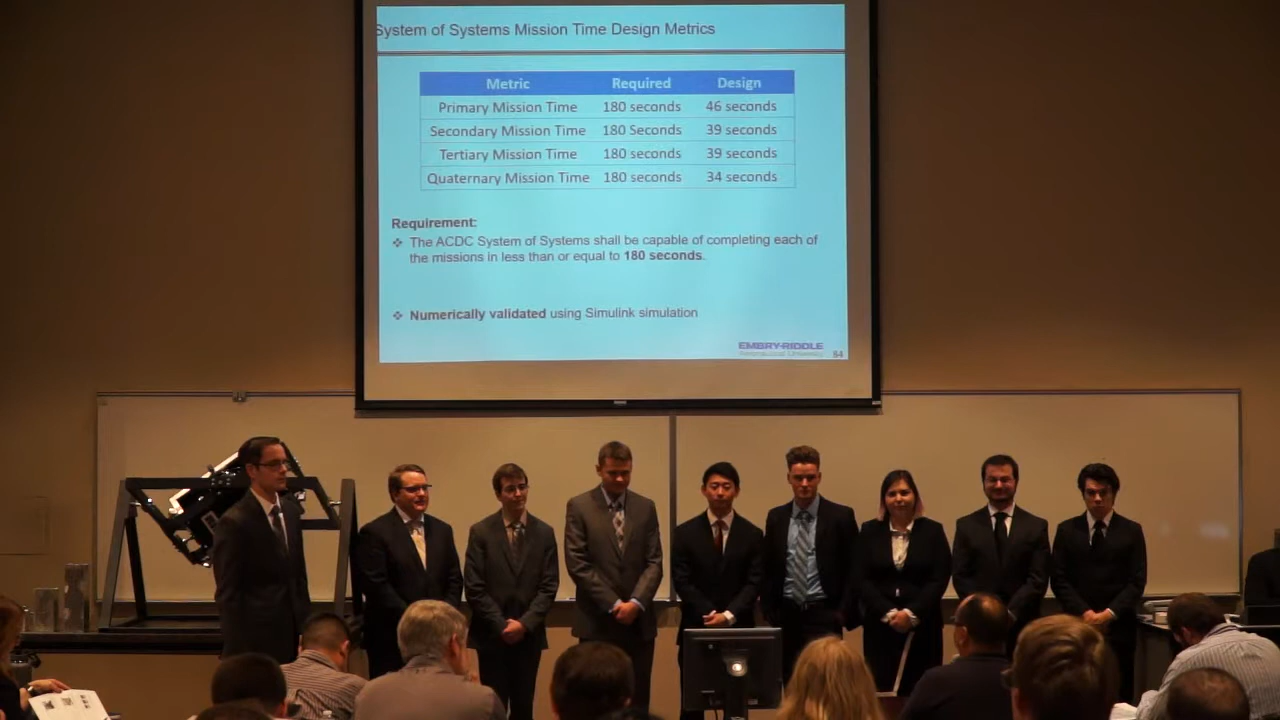 System of Systems Mission Time Design Metrics
Metric Required Design
Primary Mission Time 180 seconds 46 seconds
Secondary Mission Time 180 Seconds 39 seconds
Tertiary Mission Time 180 seconds 39 seconds
Quaternary Mission Time 180 seconds 34 seconds
Requirement:
❖ The ACDC System of Systems shall be capable of completing each of
the missions in less than or equal to 180 seconds.
❖ Numerically validated using Simulink simulation
EMBRY-RIDDLE
Aeronautical University
54